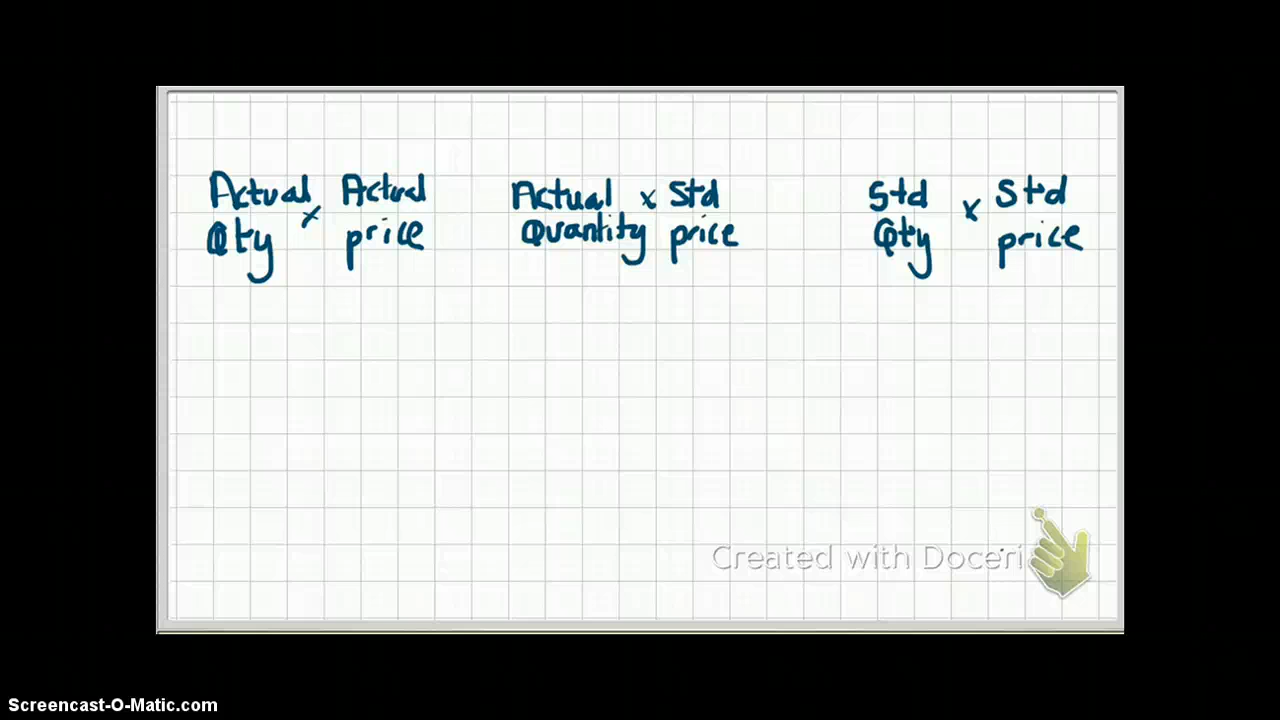 Actual x Actual Actual x Std Std x Std
Qty price Quantity price Qty price
Created with Doceri
Screencast-O-Matic.com